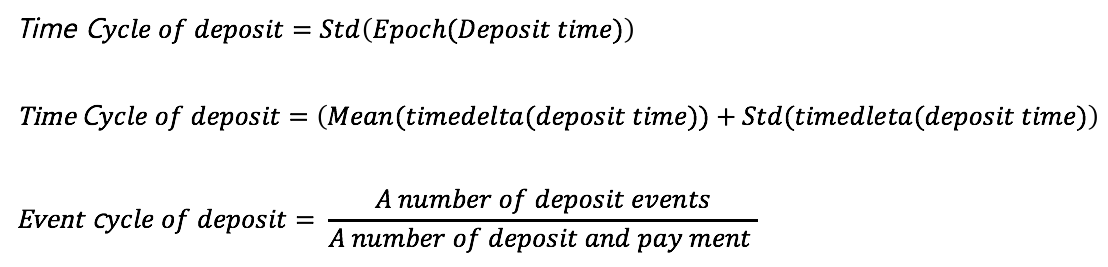 Time Cycle of deposit = Std(Epoch(Deposit time))
Time Cycle of deposit = (Mean(timedelta(deposit time)) + Std(timedleta(deposit time))
Event cycle of deposit = A number of deposit events
A number of deposit and pay ment